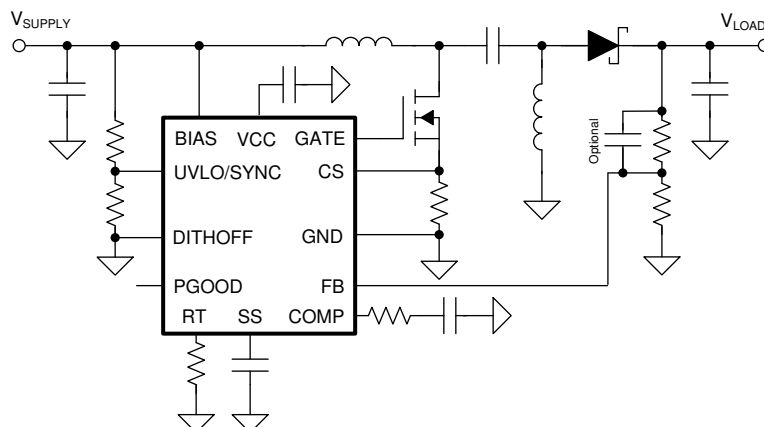 VSUPPLY
VLOAD
BIAS
VCC
GATE
UVLO/SYNC
CS
DITHOFF
GND
PGOOD
FB
RT
SS
COMP
Optional